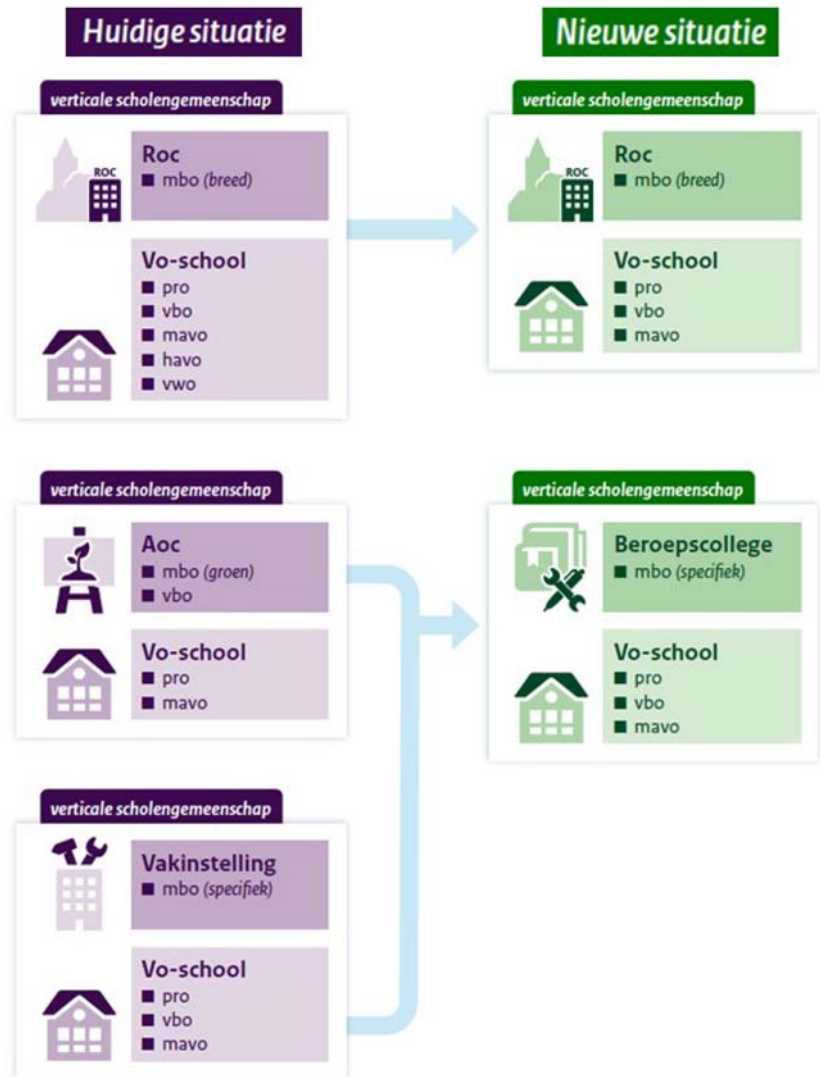 Huidige situatie
verticale scholengemeenschap
ROC
Roc
■ mbo (breed)
Vo-school
■ pro
■ vbo
■ mavo
■ havo
■ vwo
verticale scholengemeenschap
Aoc
■ mbo (groen)
■ vbo
Vo-school
■ pro
■ mavo
verticale scholengemeenschap
Vakinstelling
■ mbo (specifiek)
Vo-school
■ pro
■ vbo
■ mavo
Nieuwe situatie
verticale scholengemeenschap
ROC
Roc
■ mbo (breed)
Vo-school
■ pro
■ vbo
■ mavo
verticale scholengemeenschap
Beroepscollege
■ mbo (specifiek)
Vo-school
■ pro
■ vbo
■ mavo